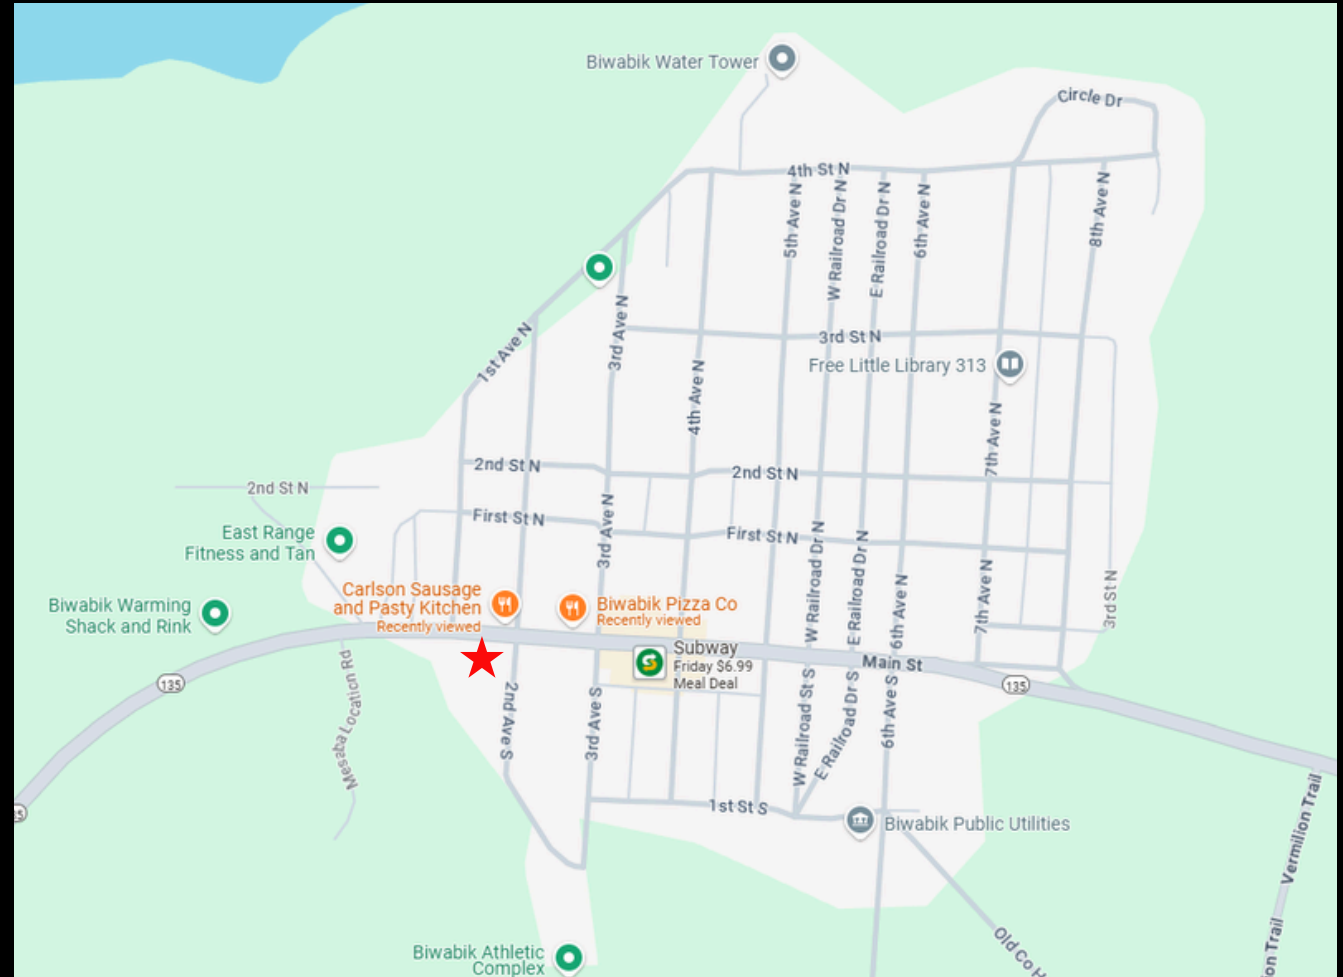 Biwabik Water Tower
Circle Dr
4th St N
5th Ave N
W Railroad Dr N
E Railroad Dr N
6th Ave N
8th Ave N
1st Ave N
3rd Ave N
3rd St N
Free Little Library 313
4th Ave N
7th Ave N
2nd St N
2nd St N
2nd St N
First St N
First St N
3rd Ave N
East Range
Fitness and Tan
W Railroad Dr N
E Railroad Dr N
6th Ave N
7th Ave N
3rd St N
Carlson Sausage
and Pasty Kitchen
Recently viewed
Biwabik Pizza Co
Recently viewed
Biwabik Warming
Shack and Rink
Subway
Friday $6.99
Meal Deal
Main St
135
135
Mesaba Location Rd
2nd Ave S
3rd Ave S
W Railroad St S
E Railroad Dr S
6th Ave S
1st St S
Biwabik Public Utilities
Vermilion Trail
Old Co H
Biwabik Athletic
Complex